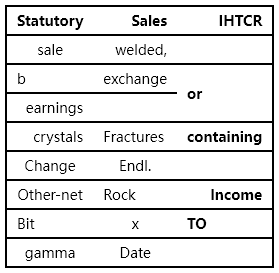 Statutory Sales IHTCR
sale welded,
b exchange
or
earnings
crystals Fractures containing
Change Endl.
Other-net Rock Income
Bit x TO
gamma Date